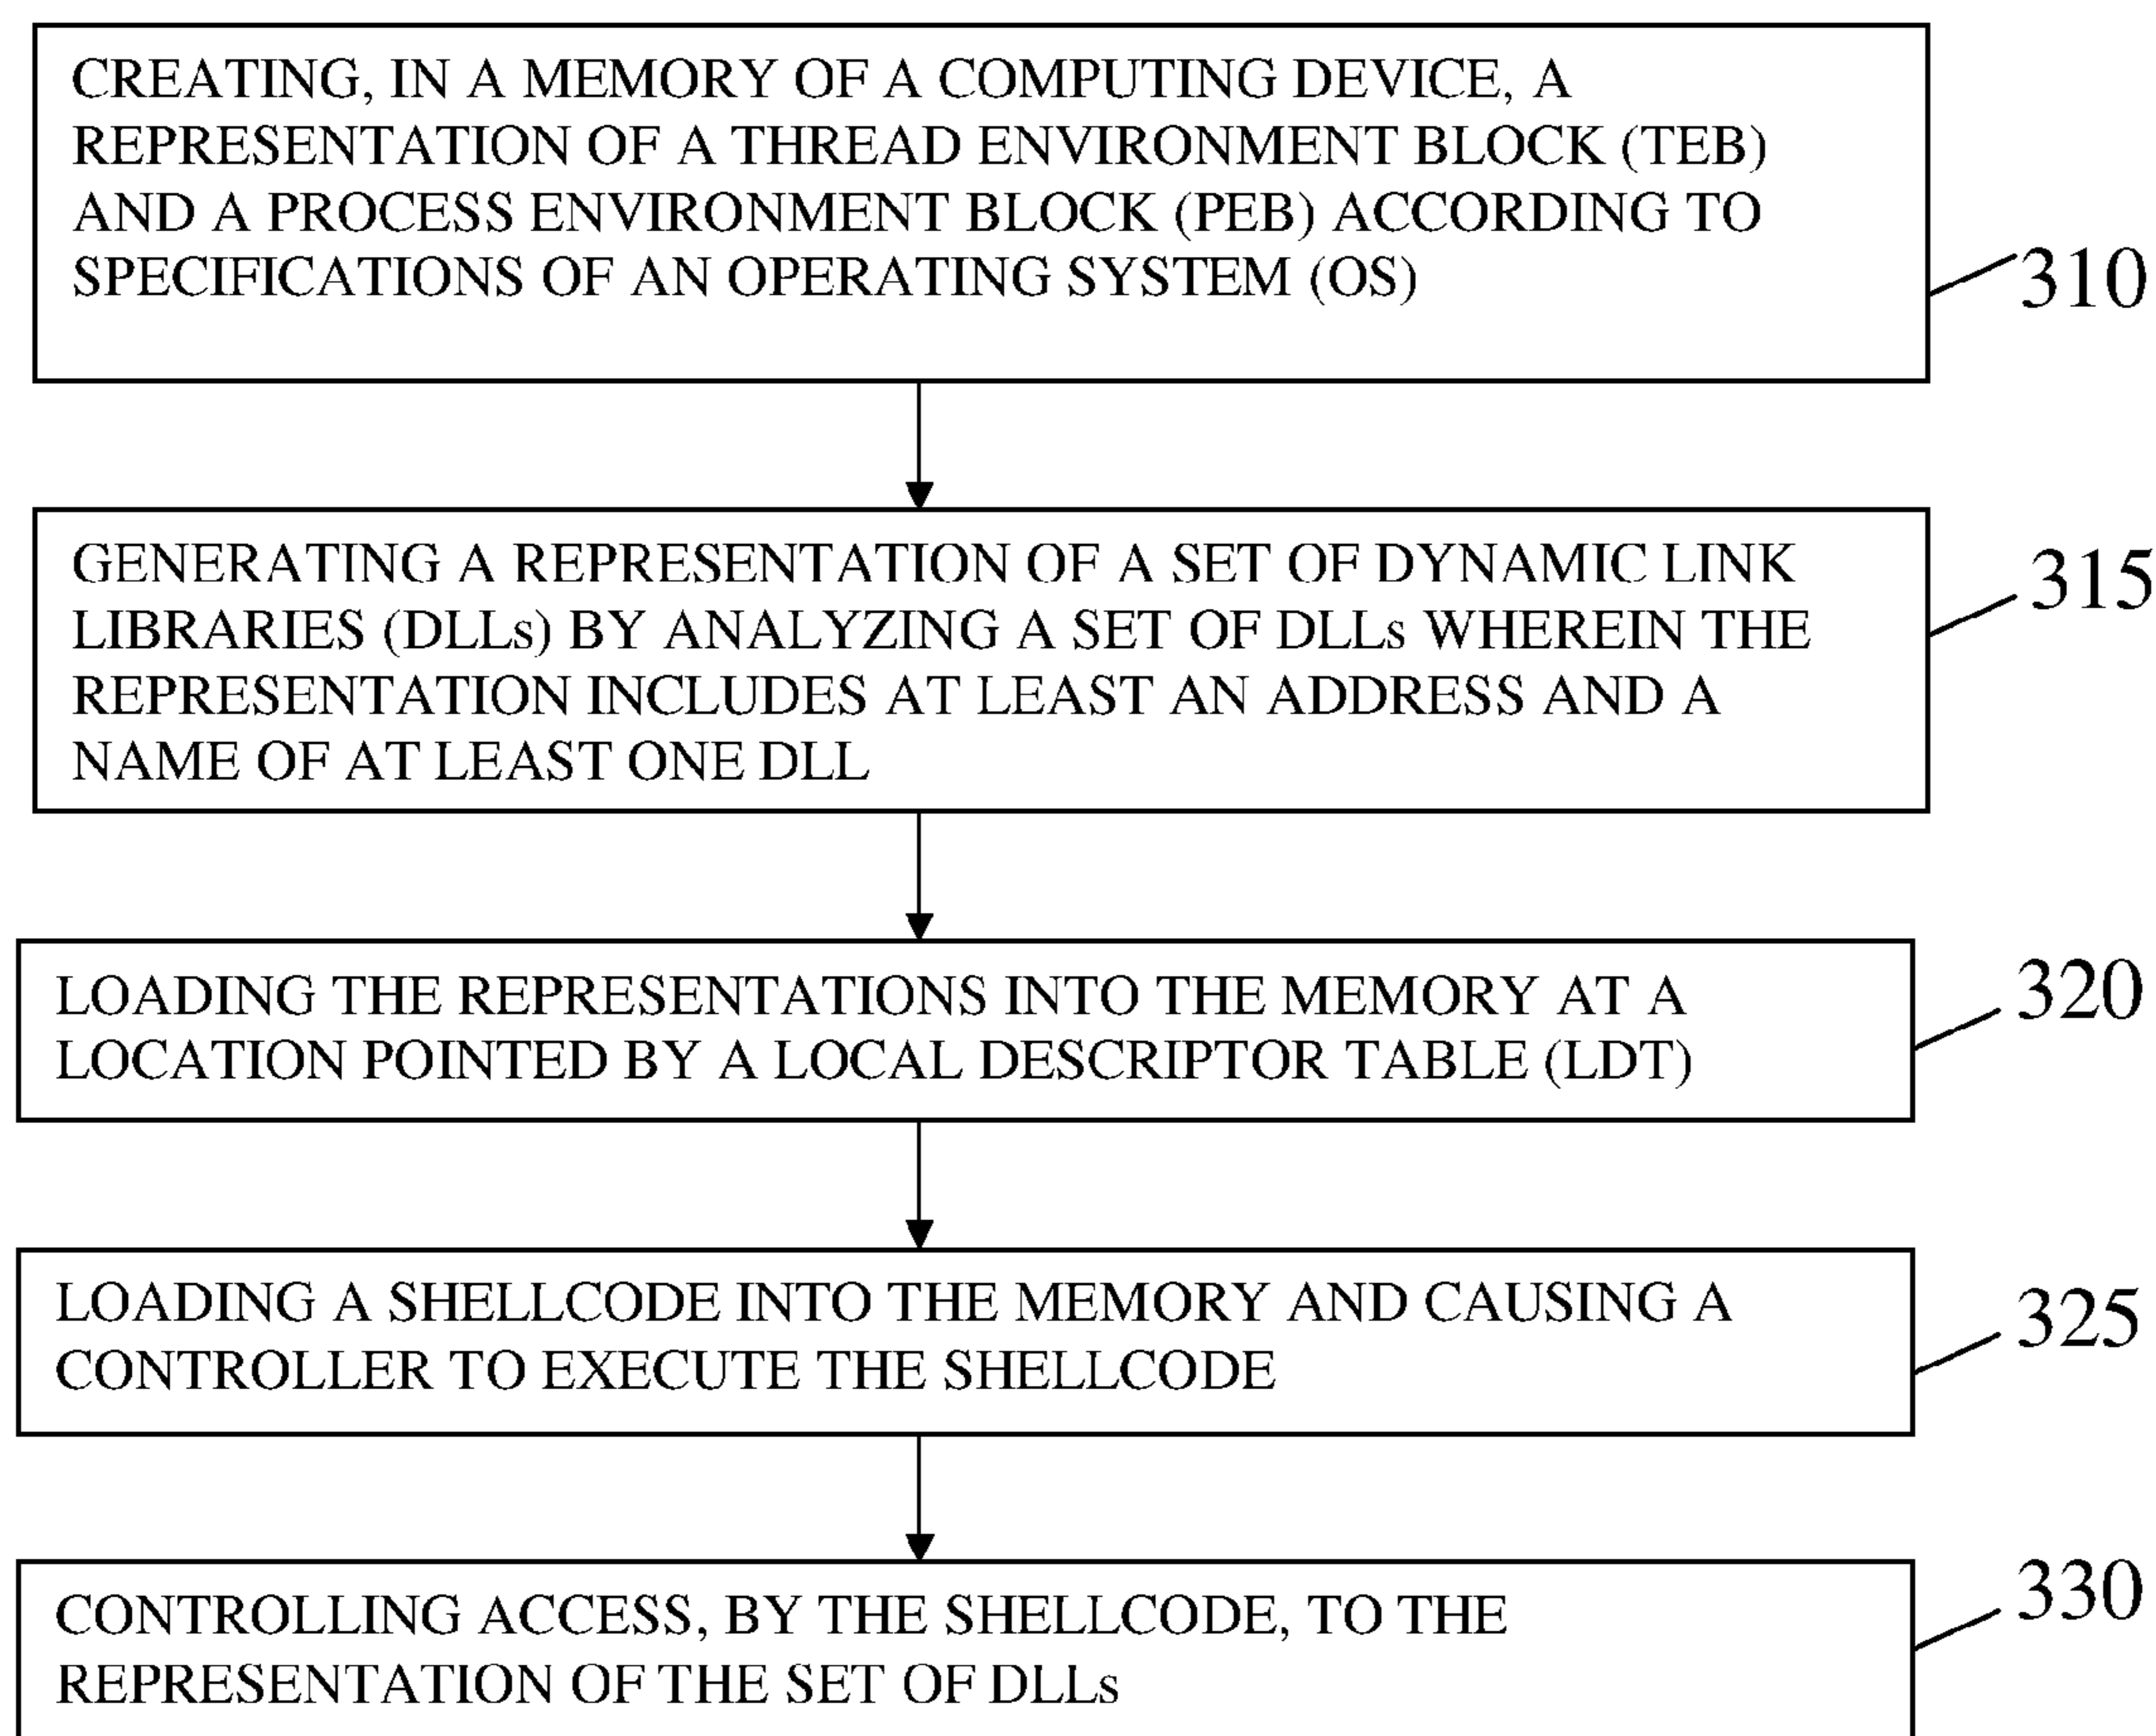 CREATING, IN A MEMORY OF A COMPUTING DEVICE, A
REPRESENTATION OF A THREAD ENVIRONMENT BLOCK (TEB)
AND A PROCESS ENVIRONMENT BLOCK (PEB) ACCORDING TO
SPECIFICATIONS OF AN OPERATING SYSTEM (OS)
310
GENERATING A REPRESENTATION OF A SET OF DYNAMIC LINK
LIBRARIES (DLLs) BY ANALYZING A SET OF DLLs WHEREIN THE
REPRESENTATION INCLUDES AT LEAST AN ADDRESS AND A
NAME OF AT LEAST ONE DLL
315
LOADING THE REPRESENTATIONS INTO THE MEMORY AT A
LOCATION POINTED BY A LOCAL DESCRIPTOR TABLE (LDT)
320
LOADING A SHELLCODE INTO THE MEMORY AND CAUSING A
CONTROLLER TO EXECUTE THE SHELLCODE
325
CONTROLLING ACCESS, BY THE SHELLCODE, TO THE
REPRESENTATION OF THE SET OF DLLs
330